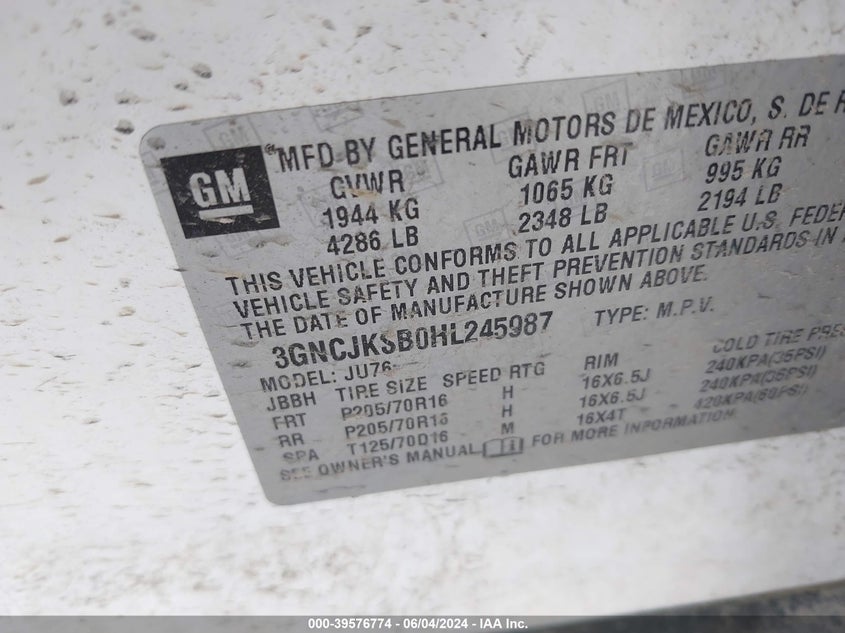 GM
MFD BY GENERAL MOTORS DE MEXICO, S. DE R
GVWR GAWR FRT GAWR RR
1944 KG 1065 KG 995 KG
4286 LB 2348 LB 2194 LB
THIS VEHICLE CONFORMS TO ALL APPLICABLE U.S. FEDER
VEHICLE SAFETY AND THEFT PREVENTION STANDARDS IN
THE DATE OF MANUFACTURE SHOWN ABOVE.
3GNCJKSB0HL245987 TYPE: M.P.V.
MODEL: JU76
JBBH TIRE SIZE SPEED RTG RIM COLD TIRE PRES
FRT P205/70R16 H 16X6.5J 240KPA(35PSI)
RR P205/70R16 H 16X6.5J 240KPA(35PSI)
SPA T125/70D16 M 16X4T 420KPA(60PSI)
SEE OWNER'S MANUAL FOR MORE INFORMATION
000-39576774 - 06/04/2024 - IAA Inc.